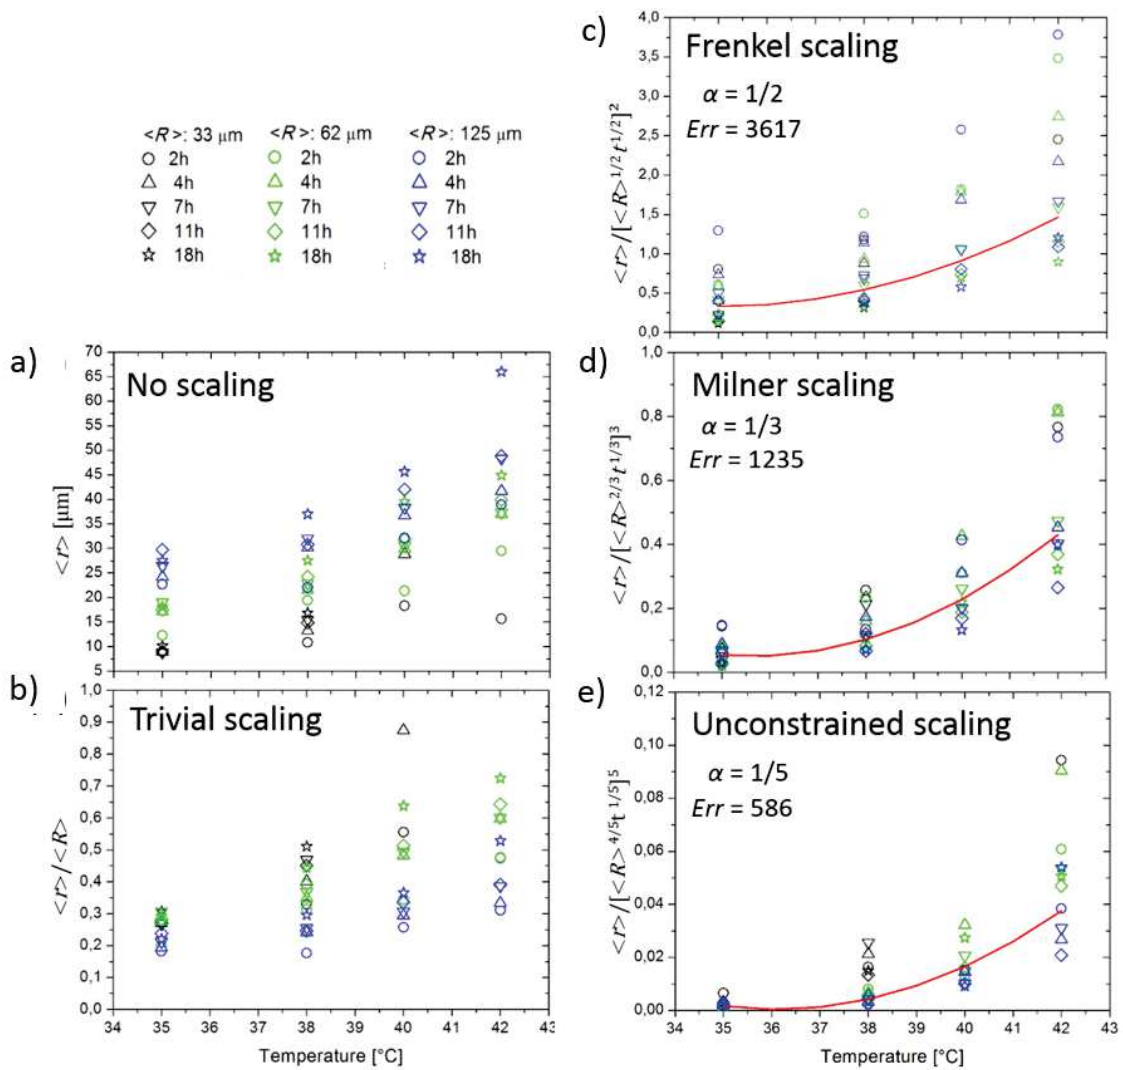 <R>: 33 μm <R>: 62 μm <R>: 125 μm
2h 2h 2h
4h 4h 4h
7h 7h 7h
11h 11h 11h
18h 18h 18h
a)
No scaling
<r> [μm]
70
65
60
55
50
45
40
35
30
25
20
15
10
5
b)
Trivial scaling
<r>/<R>
1,0
0,9
0,8
0,7
0,6
0,5
0,4
0,3
0,2
0,1
0,0
34 35 36 37 38 39 40 41 42 43
Temperature [°C]
c)
Frenkel scaling
α = 1/2
Err = 3617
<r>/[<R>^1/2 t^1/2]^2
4,0
3,5
3,0
2,5
2,0
1,5
1,0
0,5
0,0
d)
Milner scaling
α = 1/3
Err = 1235
<r>/[<R>^2/3 t^1/3]^3
1,0
0,8
0,6
0,4
0,2
0,0
e)
Unconstrained scaling
α = 1/5
Err = 586
<r>/[<R>^4/5 t^1/5]^5
0,12
0,10
0,08
0,06
0,04
0,02
0,00
34 35 36 37 38 39 40 41 42 43
Temperature [°C]